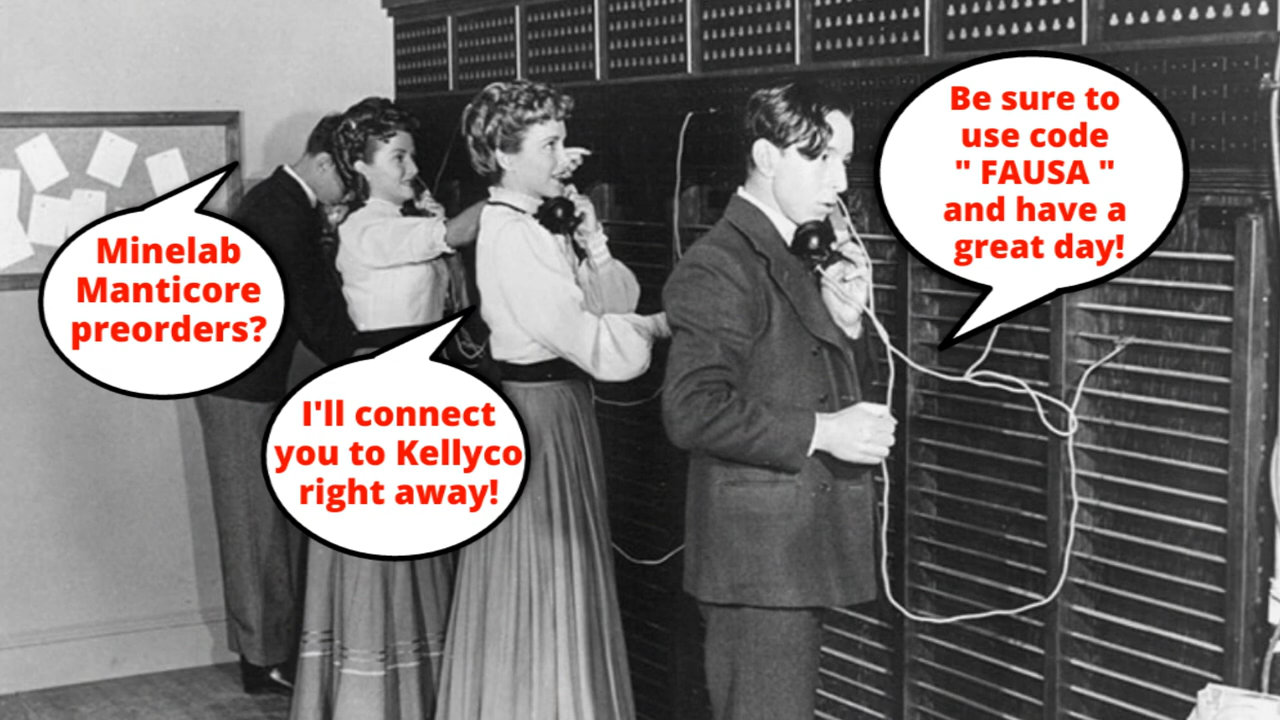 Minelab
Manticore
preorders?
I'll connect
you to Kellyco
right away!
Be sure to
use code
" FAUSA "
and have a
great day!